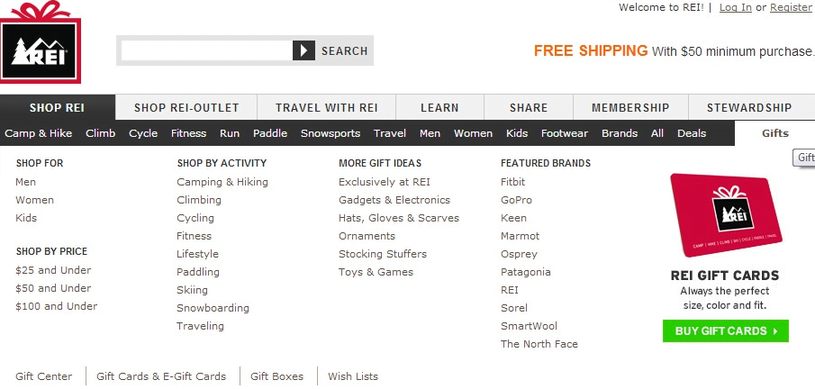 Welcome to REI! | Log In or Register
REI
SEARCH
FREE SHIPPING With $50 minimum purchase.
SHOP REI
SHOP REI-OUTLET
TRAVEL WITH REI
LEARN
SHARE
MEMBERSHIP
STEWARDSHIP
Camp & Hike Climb Cycle Fitness Run Paddle Snowsports Travel Men Women Kids Footwear Brands All Deals Gifts
Gift
SHOP FOR
Men
Women
Kids
SHOP BY PRICE
$25 and Under
$50 and Under
$100 and Under
SHOP BY ACTIVITY
Camping & Hiking
Climbing
Cycling
Fitness
Lifestyle
Paddling
Skiing
Snowboarding
Traveling
MORE GIFT IDEAS
Exclusively at REI
Gadgets & Electronics
Hats, Gloves & Scarves
Ornaments
Stocking Stuffers
Toys & Games
FEATURED BRANDS
Fitbit
GoPro
Keen
Marmot
Osprey
Patagonia
REI
Sorel
SmartWool
The North Face
REI
REI GIFT CARDS
Always the perfect
size, color and fit.
BUY GIFT CARDS
Gift Center | Gift Cards & E-Gift Cards | Gift Boxes | Wish Lists